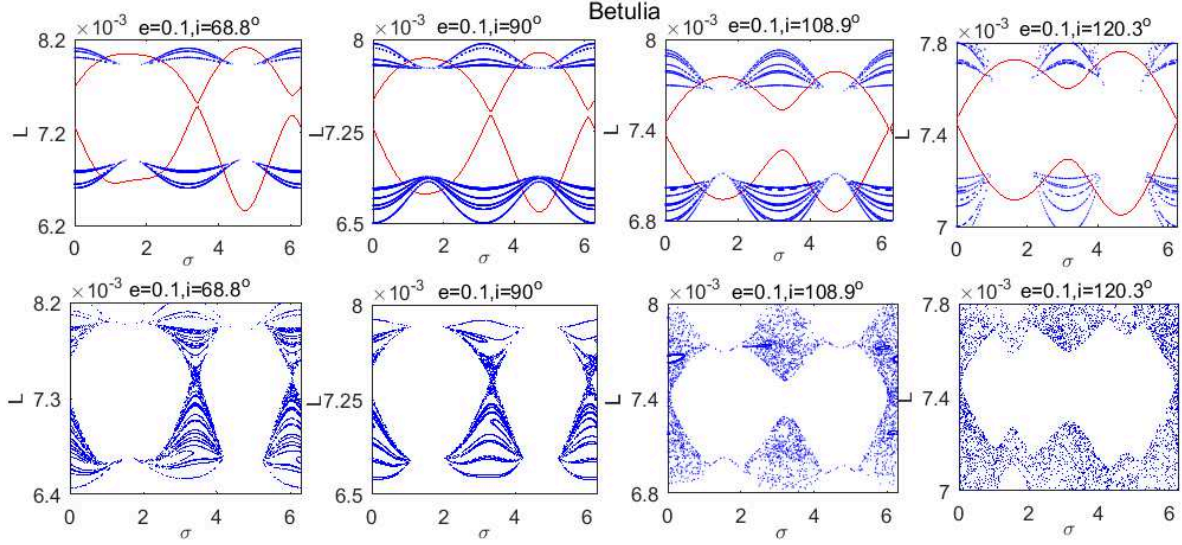 Betulia
×10⁻³ e=0.1,i=68.8°
8.2
7.2
6.2
L
0 2 4 6
σ
×10⁻³ e=0.1,i=90°
8
7.25
6.5
L
0 2 4 6
σ
×10⁻³ e=0.1,i=108.9°
8
7.4
6.8
L
0 2 4 6
σ
×10⁻³ e=0.1,i=120.3°
7.8
7.4
7
L
0 2 4 6
σ
×10⁻³ e=0.1,i=68.8°
8.2
7.3
6.4
L
0 2 4 6
σ
×10⁻³ e=0.1,i=90°
8
7.25
6.5
L
0 2 4 6
σ
×10⁻³ e=0.1,i=108.9°
8
7.4
6.8
L
0 2 4 6
σ
×10⁻³ e=0.1,i=120.3°
7.8
7.4
7
L
0 2 4 6
σ